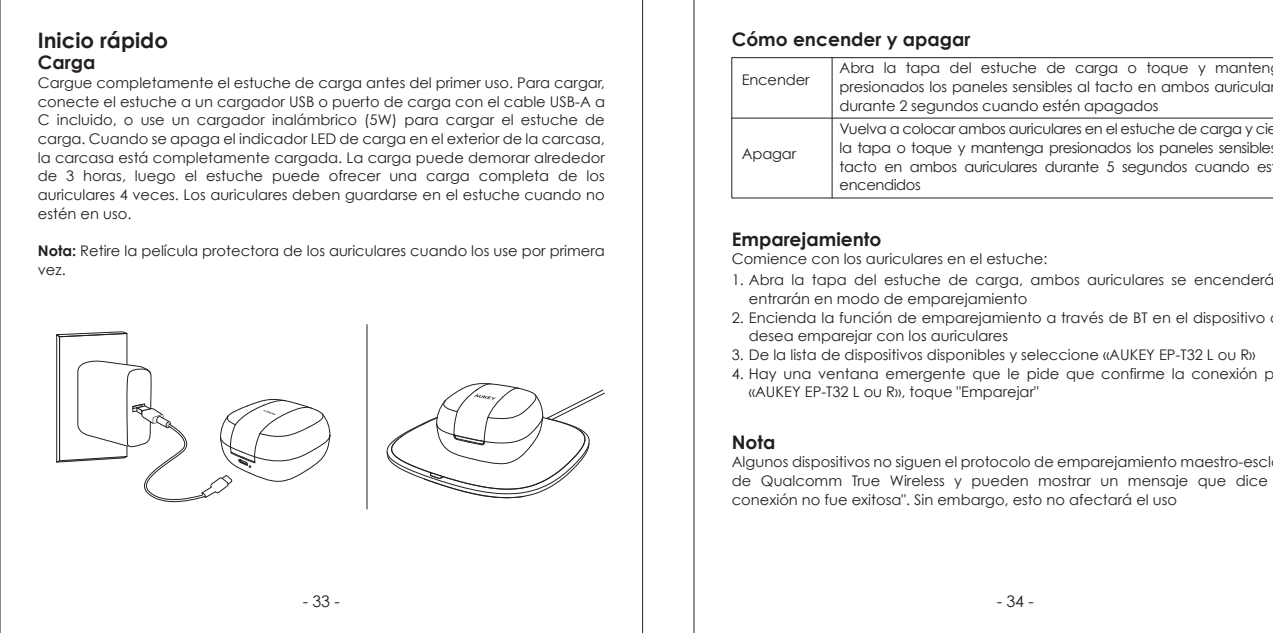 Inicio rápido
Carga
Cargue completamente el estuche de carga antes del primer uso. Para cargar,
conecte el estuche a un cargador USB o puerto de carga con el cable USB-A a
C incluido, o use un cargador inalámbrico (5W) para cargar el estuche de
carga. Cuando se apaga el indicador LED de carga en el exterior de la carcasa,
la carcasa está completamente cargada. La carga puede demorar alrededor
de 3 horas, luego el estuche puede ofrecer una carga completa de los
auriculares 4 veces. Los auriculares deben guardarse en el estuche cuando no
estén en uso.
Nota: Retire la película protectora de los auriculares cuando los use por primera
vez.
AUKEY
- 33 -
Cómo encender y apagar
Encender
Abra la tapa del estuche de carga o toque y manteng
presionados los paneles sensibles al tacto en ambos auricular
durante 2 segundos cuando estén apagados
Apagar
Vuelva a colocar ambos auriculares en el estuche de carga y cie
la tapa o toque y mantenga presionados los paneles sensibles
tacto en ambos auriculares durante 5 segundos cuando est
encendidos
Emparejamiento
Comience con los auriculares en el estuche:
1. Abra la tapa del estuche de carga, ambos auriculares se encenderá
entrarán en modo de emparejamiento
2. Encienda la función de emparejamiento a través de BT en el dispositivo
desea emparejar con los auriculares
3. De la lista de dispositivos disponibles y seleccione «AUKEY EP-T32 L ou R»
4. Hay una ventana emergente que le pide que confirme la conexión p
«AUKEY EP-T32 L ou R», toque "Emparejar"
Nota
Algunos dispositivos no siguen el protocolo de emparejamiento maestro-escl
de Qualcomm True Wireless y pueden mostrar un mensaje que dice
conexión no fue exitosa". Sin embargo, esto no afectará el uso
- 34 -